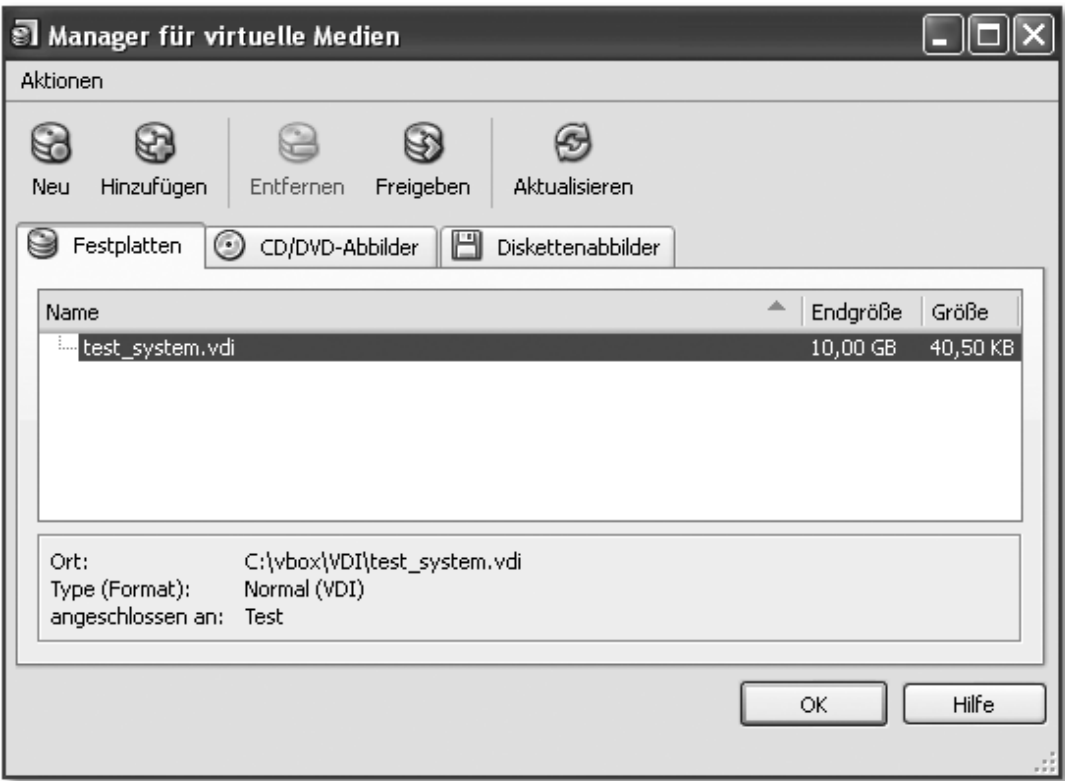 Manager für virtuelle Medien
Aktionen
Neu Hinzufügen Entfernen Freigeben Aktualisieren
Festplatten CD/DVD-Abbilder Diskettenabbilder
Name Endgröße Größe
test_system.vdi 10,00 GB 40,50 KB
Ort: C:\vbox\VDI\test_system.vdi
Type (Format): Normal (VDI)
angeschlossen an: Test
OK Hilfe